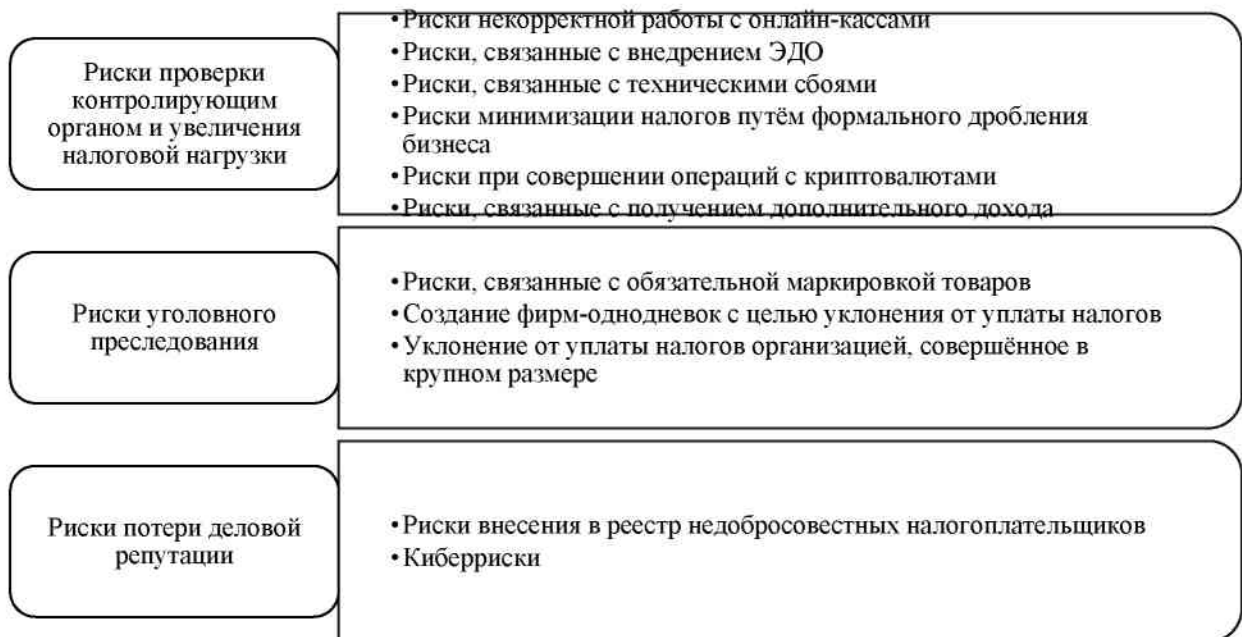 Риски проверки
контролирующим
органом и увеличения
налоговой нагрузки
•Риски некорректной работы с онлайн-кассами
•Риски, связанные с внедрением ЭДО
•Риски, связанные с техническими сбоями
•Риски минимизации налогов путём формального дробления
бизнеса
•Риски при совершении операций с криптовалютами
•Риски, связанные с получением дополнительного дохода
Риски уголовного
преследования
•Риски, связанные с обязательной маркировкой товаров
•Создание фирм-однодневок с целью уклонения от уплаты налогов
•Уклонение от уплаты налогов организацией, совершённое в
крупном размере
Риски потери деловой
репутации
•Риски внесения в реестр недобросовестных налогоплательщиков
•Киберриски